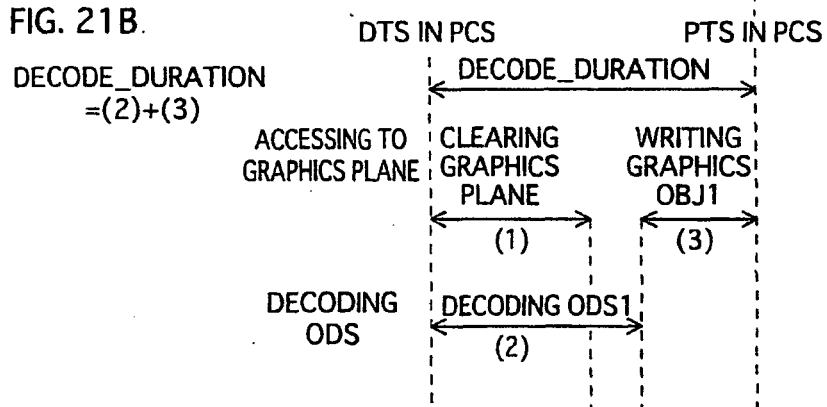 FIG. 21B.
DTS IN PCS
PTS IN PCS
DECODE_DURATION
=(2)+(3)
DECODE_DURATION
ACCESSING TO
GRAPHICS PLANE
CLEARING
GRAPHICS
PLANE
(1)
WRITING
GRAPHICS
OBJ1
(3)
DECODING
ODS
DECODING ODS1
(2)